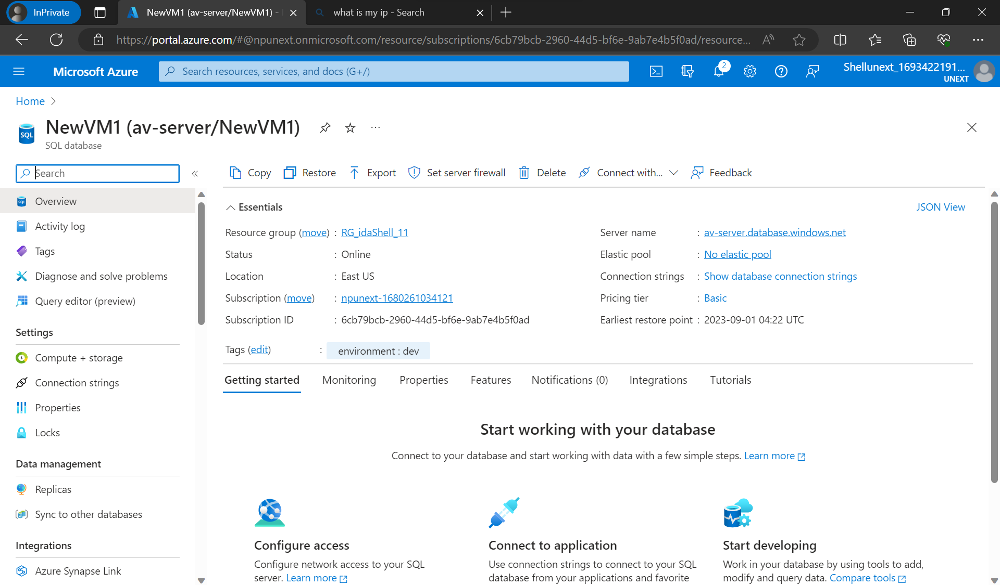 InPrivate
NewVM1 (av-server/NewVM1) -
what is my ip - Search
https://portal.azure.com/#@npunext.onmicrosoft.com/resource/subscriptions/6cb79bcb-2960-44d5-bf6e-9ab7e4b5f0ad/resource...
Microsoft Azure
Search resources, services, and docs (G+/)
2
Shellunext_1693422191...
UNEXT
Home
NewVM1 (av-server/NewVM1)
SQL
SQL database
Search
Copy
Restore
Export
Set server firewall
Delete
Connect with...
Feedback
Overview
Activity log
Tags
Diagnose and solve problems
Query editor (preview)
Settings
Compute + storage
Connection strings
Properties
Locks
Data management
Replicas
Sync to other databases
Integrations
Azure Synapse Link
Essentials
JSON View
Resource group (move) : RG_idaShell_11
Status : Online
Location : East US
Subscription (move) : npunext-1680261034121
Subscription ID : 6cb79bcb-2960-44d5-bf6e-9ab7e4b5f0ad
Server name : av-server.database.windows.net
Elastic pool : No elastic pool
Connection strings : Show database connection strings
Pricing tier : Basic
Earliest restore point : 2023-09-01 04:22 UTC
Tags (edit) : environment : dev
Getting started
Monitoring
Properties
Features
Notifications (0)
Integrations
Tutorials
Start working with your database
Connect to your database and start working with data with a few simple steps. Learn more
Configure access
Configure network access to your SQL
server. Learn more
Connect to application
Use connection strings to connect to your SQL
database from your applications and favorite
Start developing
Work in your database by using tools to add,
modify and query data. Compare tools